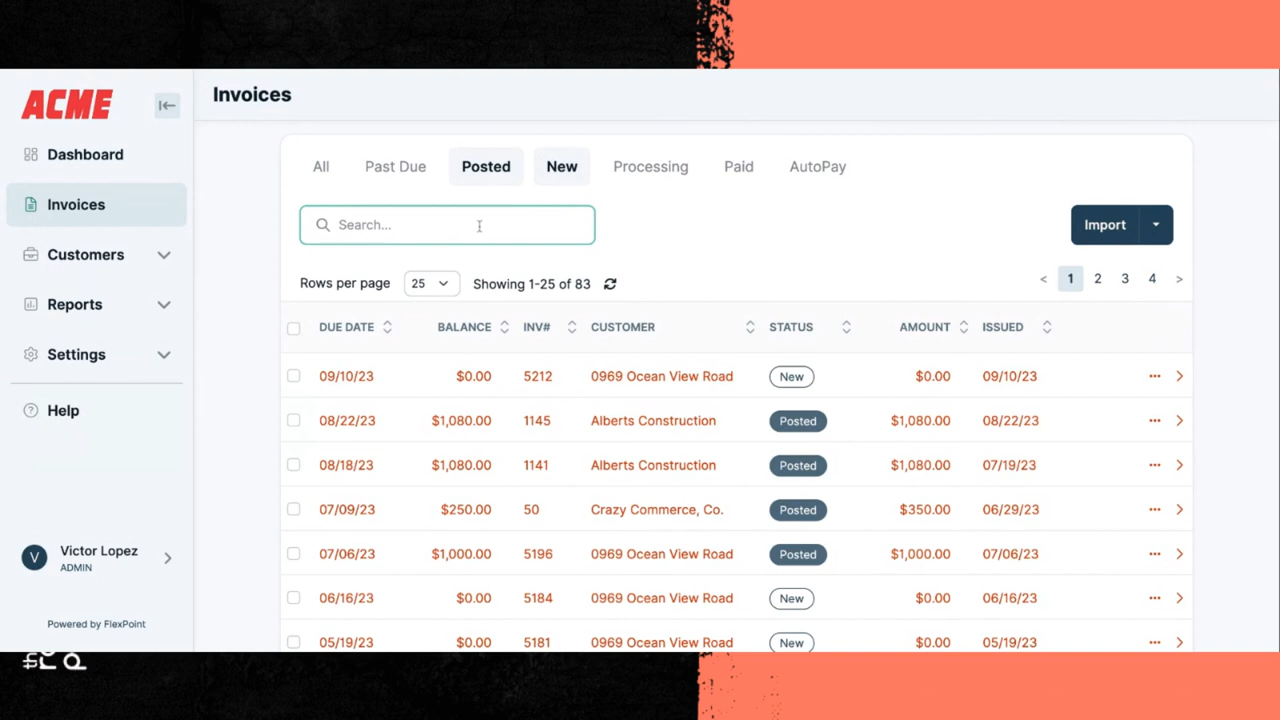 ACME
Invoices
Dashboard
Invoices
Customers
Reports
Settings
Help
V
Victor Lopez
ADMIN
Powered by FlexPoint
All Past Due Posted New Processing Paid AutoPay
Search...
Import
Rows per page 25 Showing 1-25 of 83
< 1 2 3 4 >
DUE DATE BALANCE INV# CUSTOMER STATUS AMOUNT ISSUED
09/10/23 $0.00 5212 0969 Ocean View Road New $0.00 09/10/23
08/22/23 $1,080.00 1145 Alberts Construction Posted $1,080.00 08/22/23
08/18/23 $1,080.00 1141 Alberts Construction Posted $1,080.00 07/19/23
07/09/23 $250.00 50 Crazy Commerce, Co. Posted $350.00 06/29/23
07/06/23 $1,000.00 5196 0969 Ocean View Road Posted $1,000.00 07/06/23
06/16/23 $0.00 5184 0969 Ocean View Road New $0.00 06/16/23
05/19/23 $0.00 5181 0969 Ocean View Road New $0.00 05/19/23